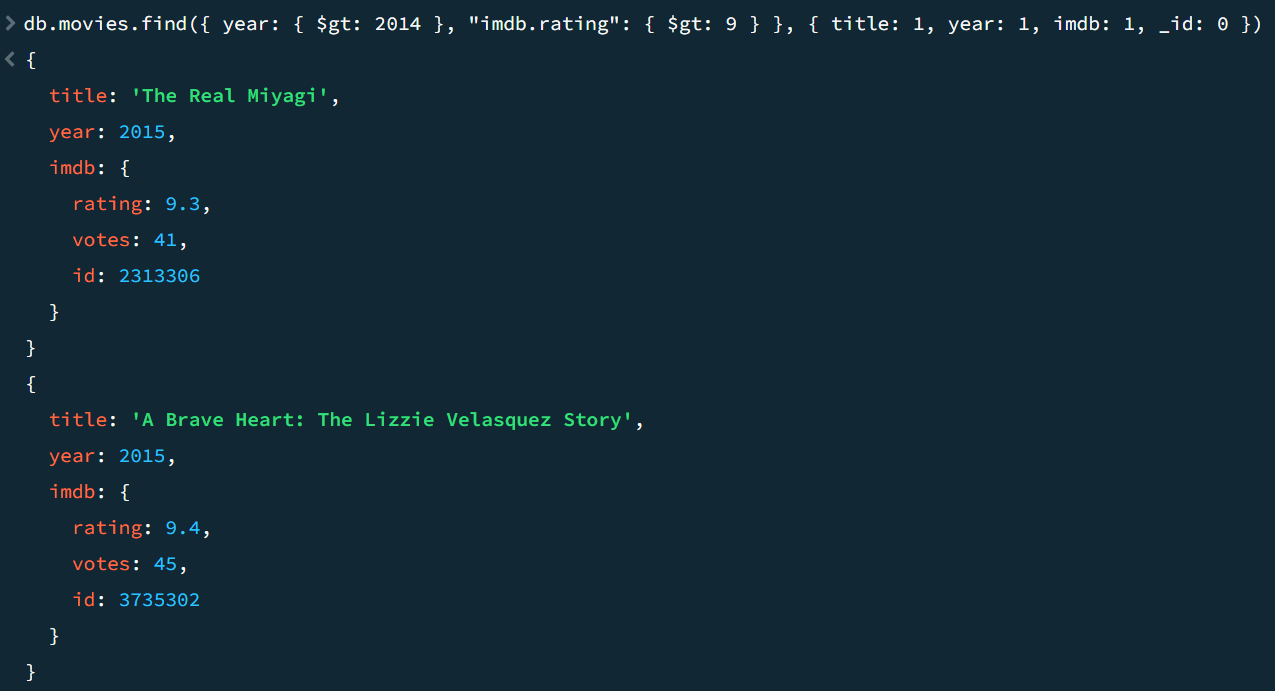 > db.movies.find({ year: { $gt: 2014 }, "imdb.rating": { $gt: 9 } }, { title: 1, year: 1, imdb: 1, _id: 0 })
< {
    title: 'The Real Miyagi',
    year: 2015,
    imdb: {
      rating: 9.3,
      votes: 41,
      id: 2313306
    }
  }
  {
    title: 'A Brave Heart: The Lizzie Velasquez Story',
    year: 2015,
    imdb: {
      rating: 9.4,
      votes: 45,
      id: 3735302
    }
  }